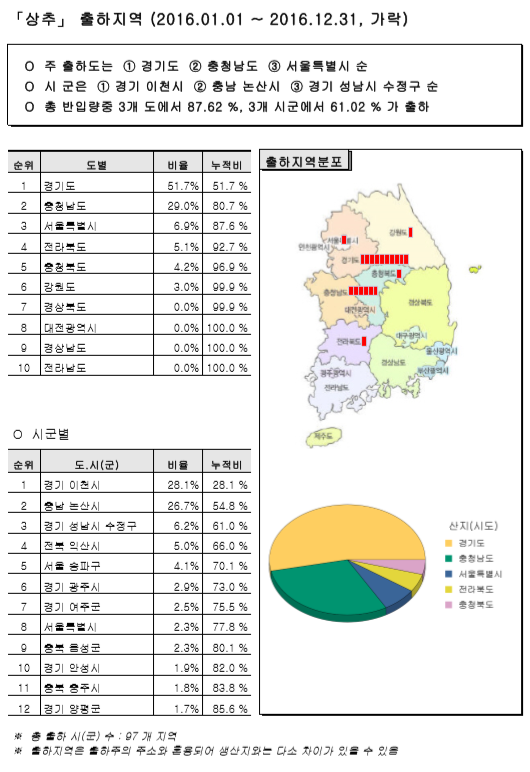 「상추」 출하지역 (2016.01.01 ~ 2016.12.31, 가락)
O 주 출하도는 ① 경기도 ② 충청남도 ③ 서울특별시 순
O 시 군은 ① 경기 이천시 ② 충남 논산시 ③ 경기 성남시 수정구 순
O 총 반입량중 3개 도에서 87.62 %, 3개 시군에서 61.02 % 가 출하
순위 도별 비율 누적비
1 경기도 51.7% 51.7 %
2 충청남도 29.0% 80.7 %
3 서울특별시 6.9% 87.6 %
4 전라북도 5.1% 92.7 %
5 충청북도 4.2% 96.9 %
6 강원도 3.0% 99.9 %
7 경상북도 0.0% 99.9 %
8 대전광역시 0.0% 100.0 %
9 경상남도 0.0% 100.0 %
10 전라남도 0.0% 100.0 %
O 시군별
순위 도.시(군) 비율 누적비
1 경기 이천시 28.1% 28.1 %
2 충남 논산시 26.7% 54.8 %
3 경기 성남시 수정구 6.2% 61.0 %
4 전북 익산시 5.0% 66.0 %
5 서울 송파구 4.1% 70.1 %
6 경기 광주시 2.9% 73.0 %
7 경기 여주군 2.5% 75.5 %
8 서울특별시 2.3% 77.8 %
9 충북 음성군 2.3% 80.1 %
10 경기 안성시 1.9% 82.0 %
11 충북 충주시 1.8% 83.8 %
12 경기 양평군 1.7% 85.6 %
출하지역분포
강원도
서울특별시
인천광역시
경기도
충청북도
충청남도
경상북도
대전광역시
대구광역시
전라북도
울산광역시
경상남도
광주광역시
부산광역시
전라남도
제주도
산지(시도)
경기도
충청남도
서울특별시
전라북도
충청북도
※ 총 출하 시(군) 수 : 97 개 지역
※ 출하지역은 출하주의 주소와 혼용되어 생산지와는 다소 차이가 있을 수 있음